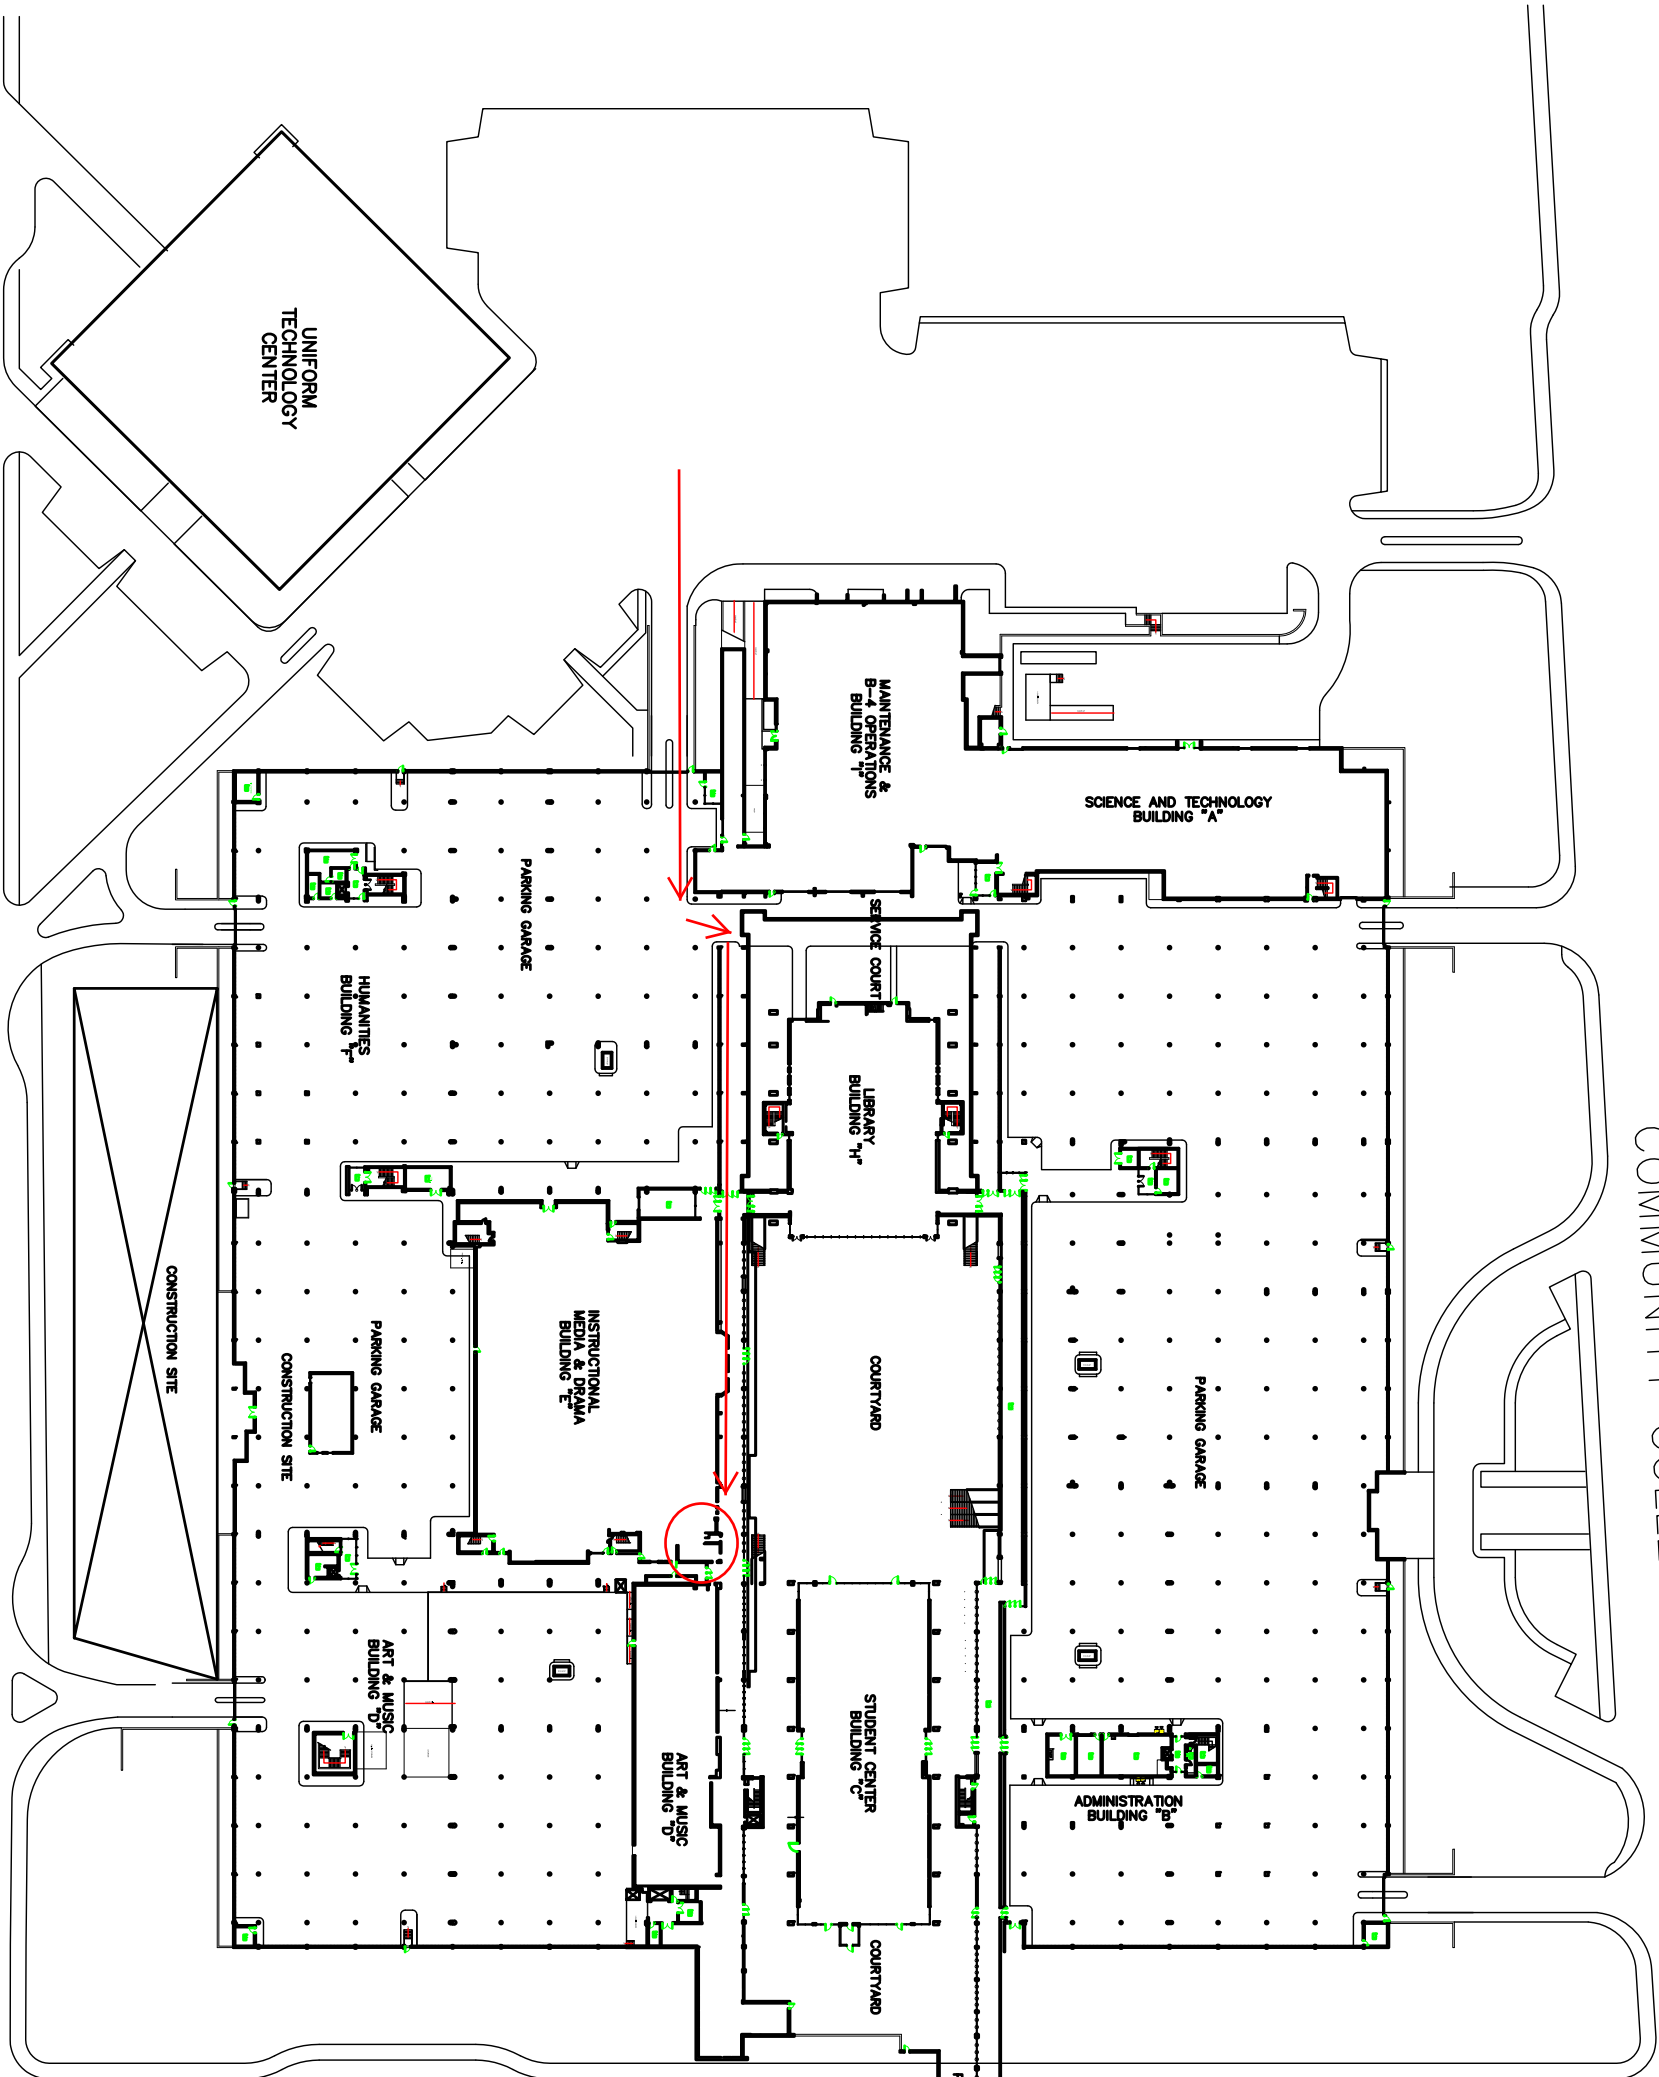 UNIFORM
TECHNOLOGY
CENTER
MAINTENANCE &
B-4 OPERATIONS
BUILDING "I"
SCIENCE AND TECHNOLOGY
BUILDING "A"
PARKING GARAGE
SERVICE COURT
HUMANITIES
BUILDING "F"
LIBRARY
BUILDING "H"
COMMUNITY
CONSTRUCTION SITE
INSTRUCTIONAL
MEDIA & DRAMA
BUILDING "E"
PARKING GARAGE
CONSTRUCTION SITE
COURTYARD
PARKING GARAGE
ART & MUSIC
BUILDING "D"
STUDENT CENTER
BUILDING "C"
ART & MUSIC
BUILDING "D"
ADMINISTRATION
BUILDING "B"
COURTYARD